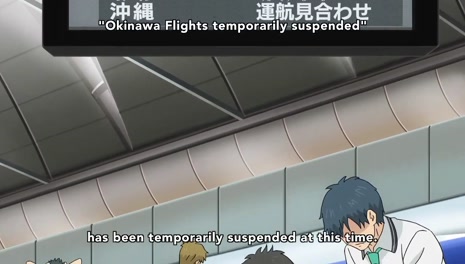 沖縄 運航見合わせ
"Okinawa Flights temporarily suspended"
has been temporarily suspended at this time.